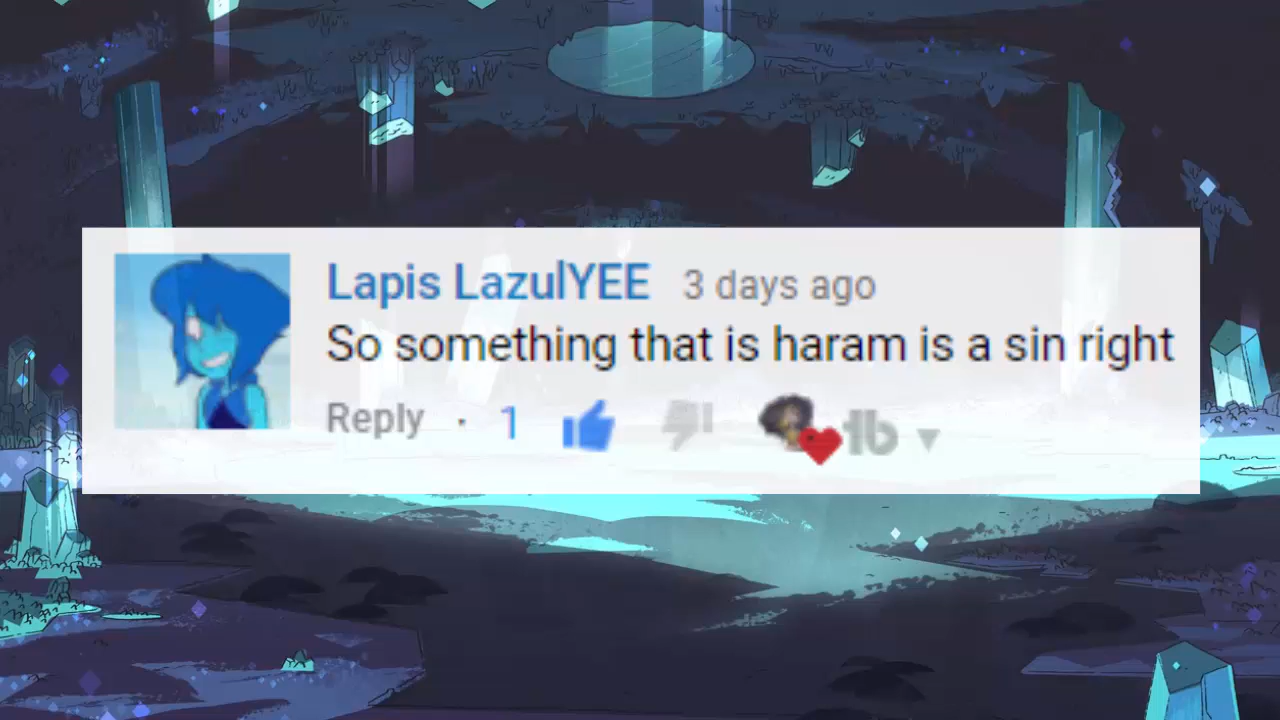 Lapis LazulYEE 3 days ago
So something that is haram is a sin right
Reply · 1